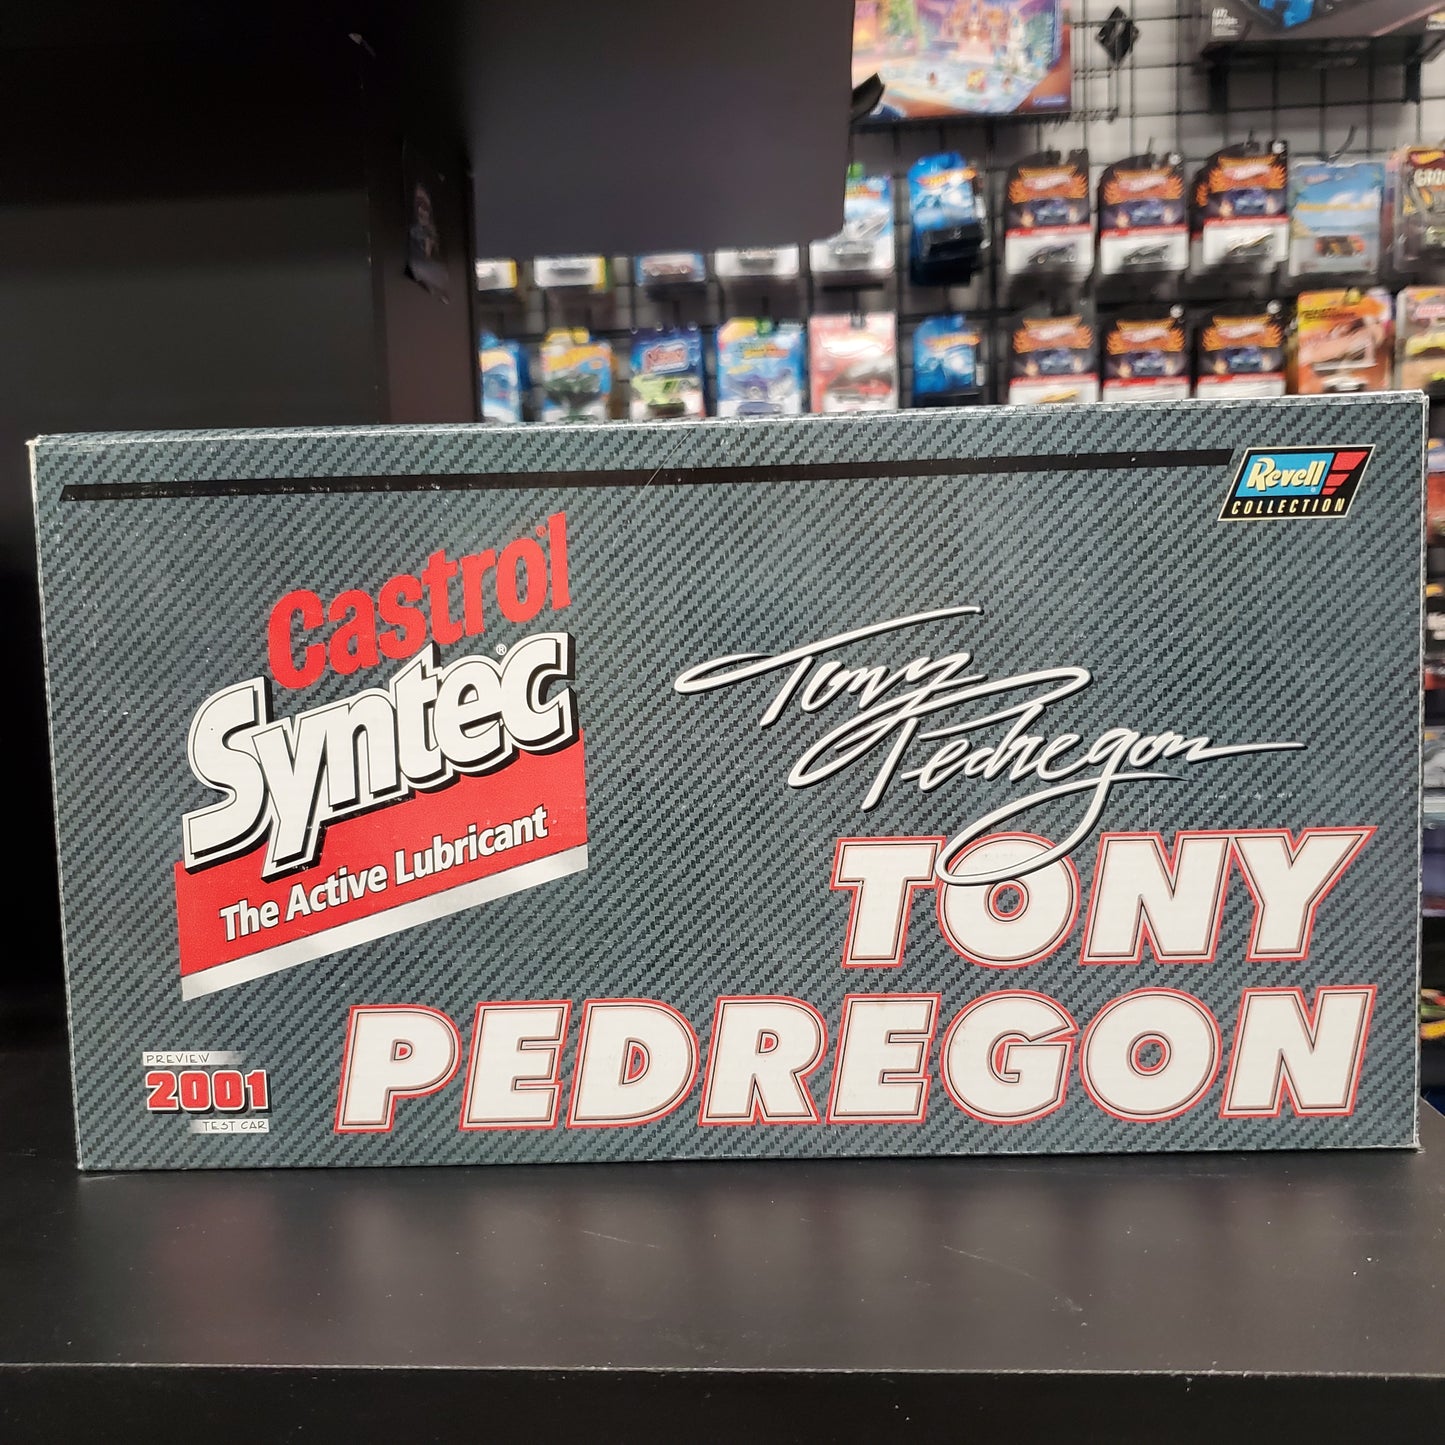 Revell
COLLECTION
Castrol
Syntec®
The Active Lubricant
Tony
Pedregon
TONY
PEDREGON
PREVIEW
2001
TEST CAR